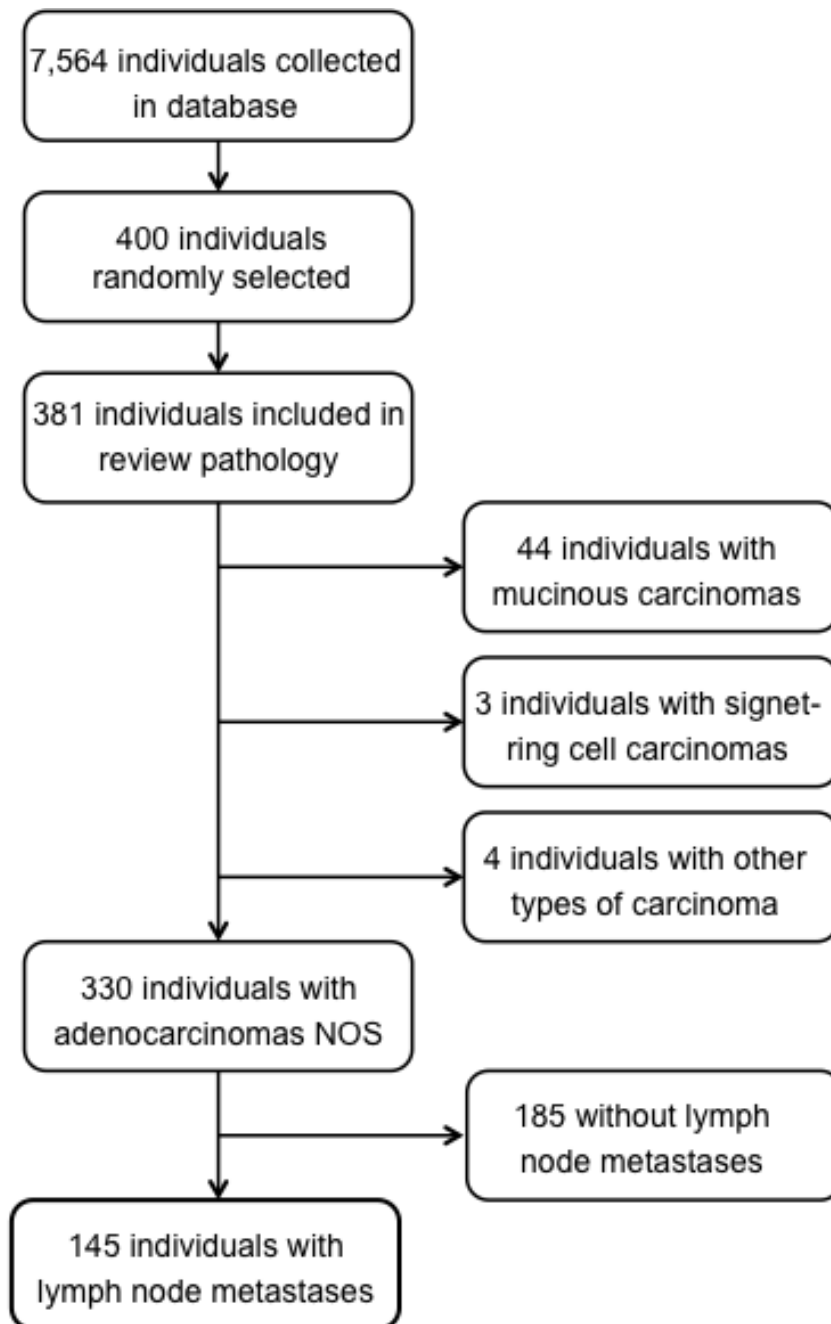 7,564 individuals collected
in database
400 individuals
randomly selected
381 individuals included in
review pathology
44 individuals with
mucinous carcinomas
3 individuals with signet-
ring cell carcinomas
4 individuals with other
types of carcinoma
330 individuals with
adenocarcinomas NOS
185 without lymph
node metastases
145 individuals with
lymph node metastases